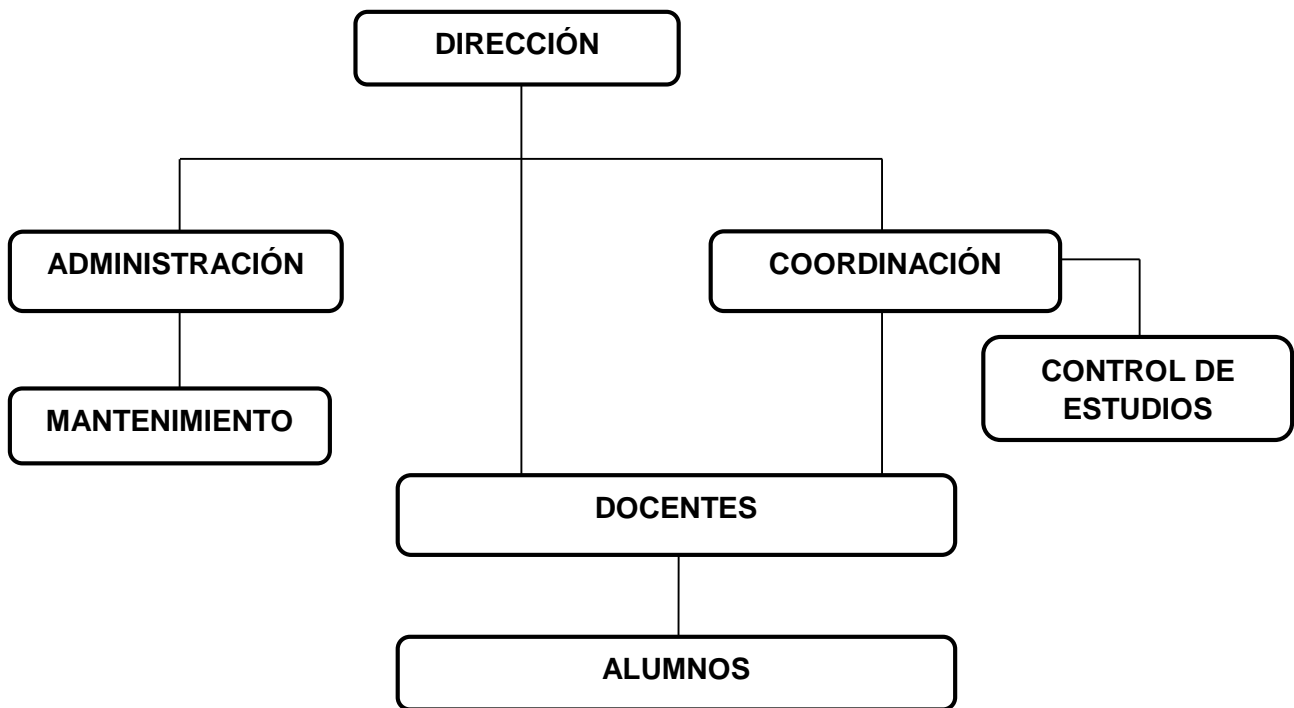 DIRECCIÓN
ADMINISTRACIÓN
COORDINACIÓN
CONTROL DE
ESTUDIOS
MANTENIMIENTO
DOCENTES
ALUMNOS